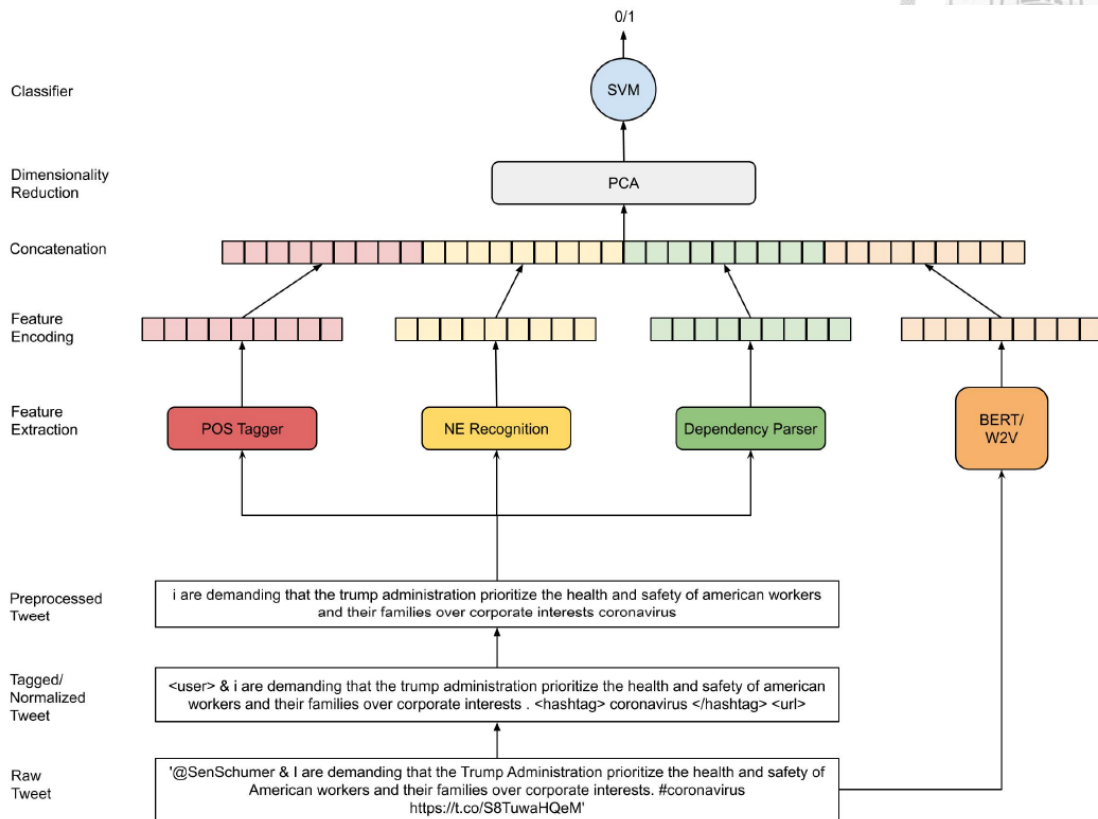 0/1
Classifier
SVM
Dimensionality
Reduction
PCA
Concatenation
Feature
Encoding
Feature
Extraction
POS Tagger
NE Recognition
Dependency Parser
BERT/
W2V
Preprocessed
Tweet
i are demanding that the trump administration prioritize the health and safety of american workers
and their families over corporate interests coronavirus
Tagged/
Normalized
Tweet
<user> & i are demanding that the trump administration prioritize the health and safety of american
workers and their families over corporate interests . <hashtag> coronavirus </hashtag> <url>
Raw
Tweet
'@SenSchumer & I are demanding that the Trump Administration prioritize the health and safety of
American workers and their families over corporate interests. #coronavirus
https://t.co/S8TuwaHQeM'